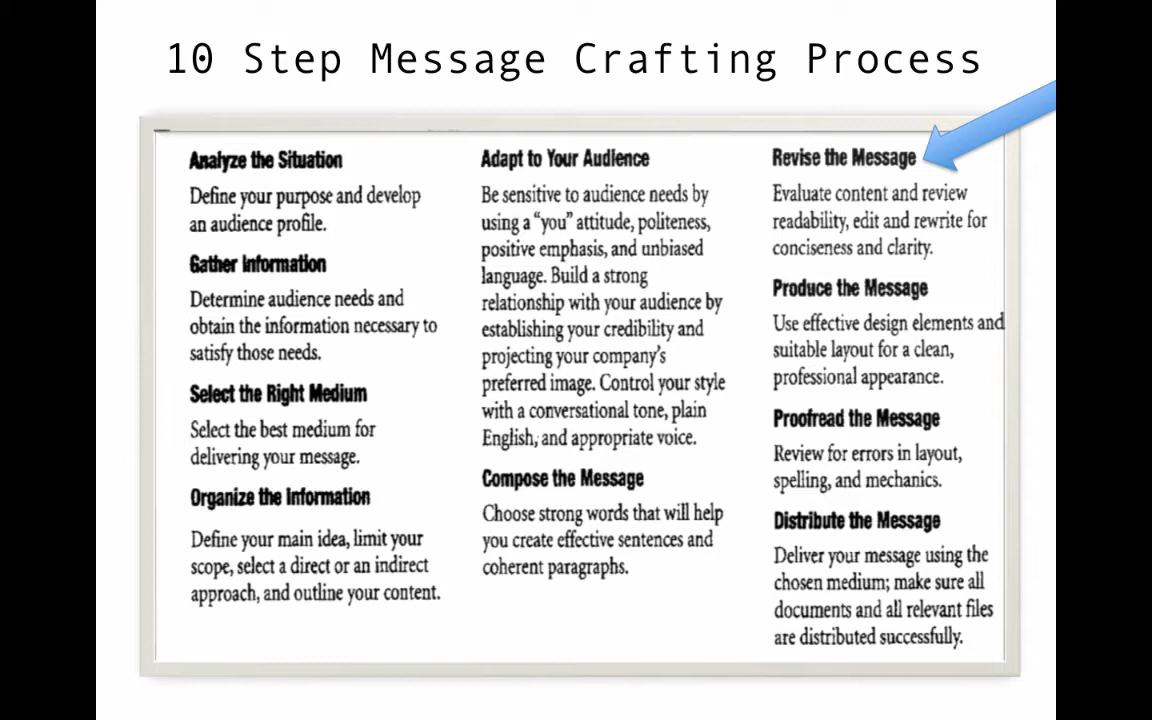 10 Step Message Crafting Process
Analyze the Situation
Define your purpose and develop
an audience profile.
Gather Information
Determine audience needs and
obtain the information necessary to
satisfy those needs.
Select the Right Medium
Select the best medium for
delivering your message.
Organize the Information
Define your main idea, limit your
scope, select a direct or an indirect
approach, and outline your content.
Adapt to Your Audience
Be sensitive to audience needs by
using a “you” attitude, politeness,
positive emphasis, and unbiased
language. Build a strong
relationship with your audience by
establishing your credibility and
projecting your company’s
preferred image. Control your style
with a conversational tone, plain
English, and appropriate voice.
Compose the Message
Choose strong words that will help
you create effective sentences and
coherent paragraphs.
Revise the Message
Evaluate content and review
readability, edit and rewrite for
conciseness and clarity.
Produce the Message
Use effective design elements and
suitable layout for a clean,
professional appearance.
Proofread the Message
Review for errors in layout,
spelling, and mechanics.
Distribute the Message
Deliver your message using the
chosen medium; make sure all
documents and all relevant files
are distributed successfully.